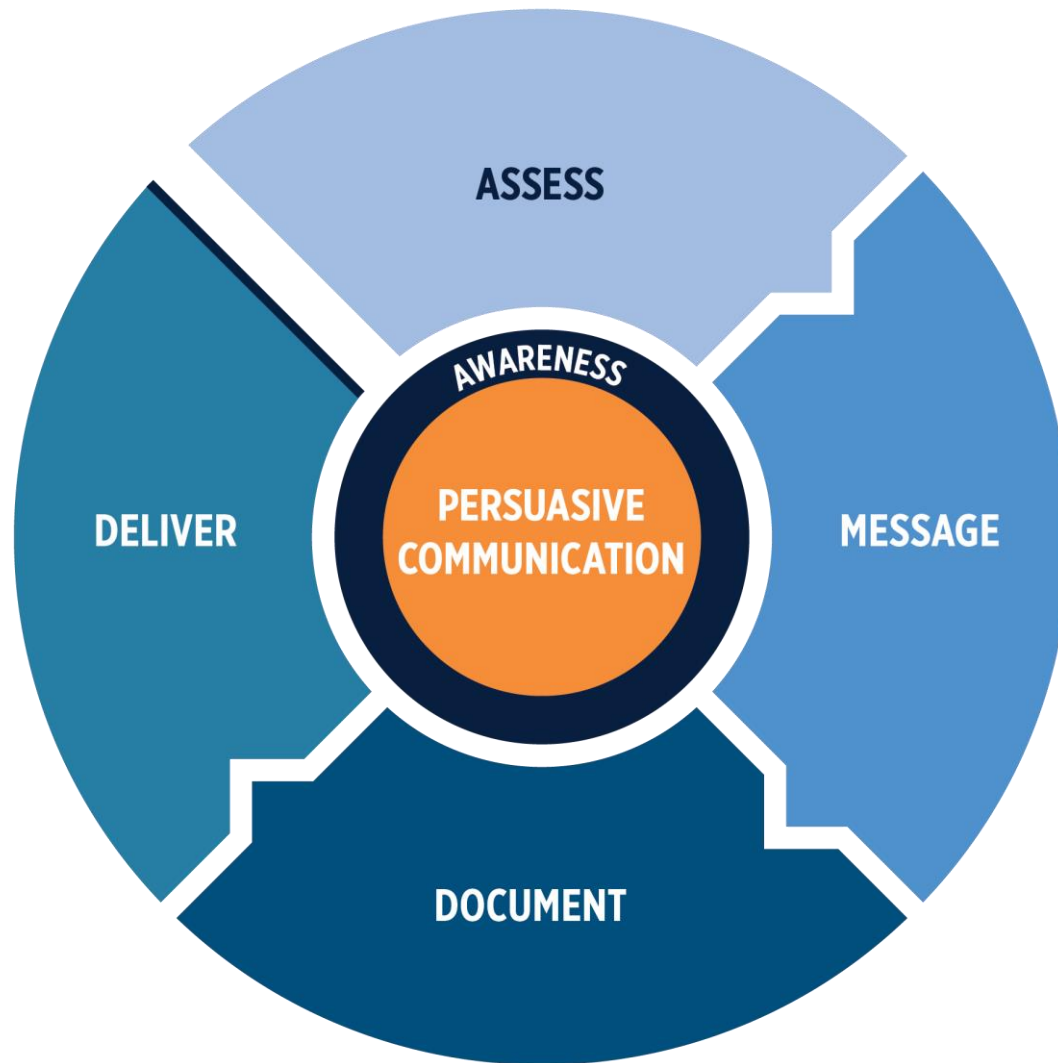 ASSESS
AWARENESS
PERSUASIVE
COMMUNICATION
DELIVER
MESSAGE
DOCUMENT